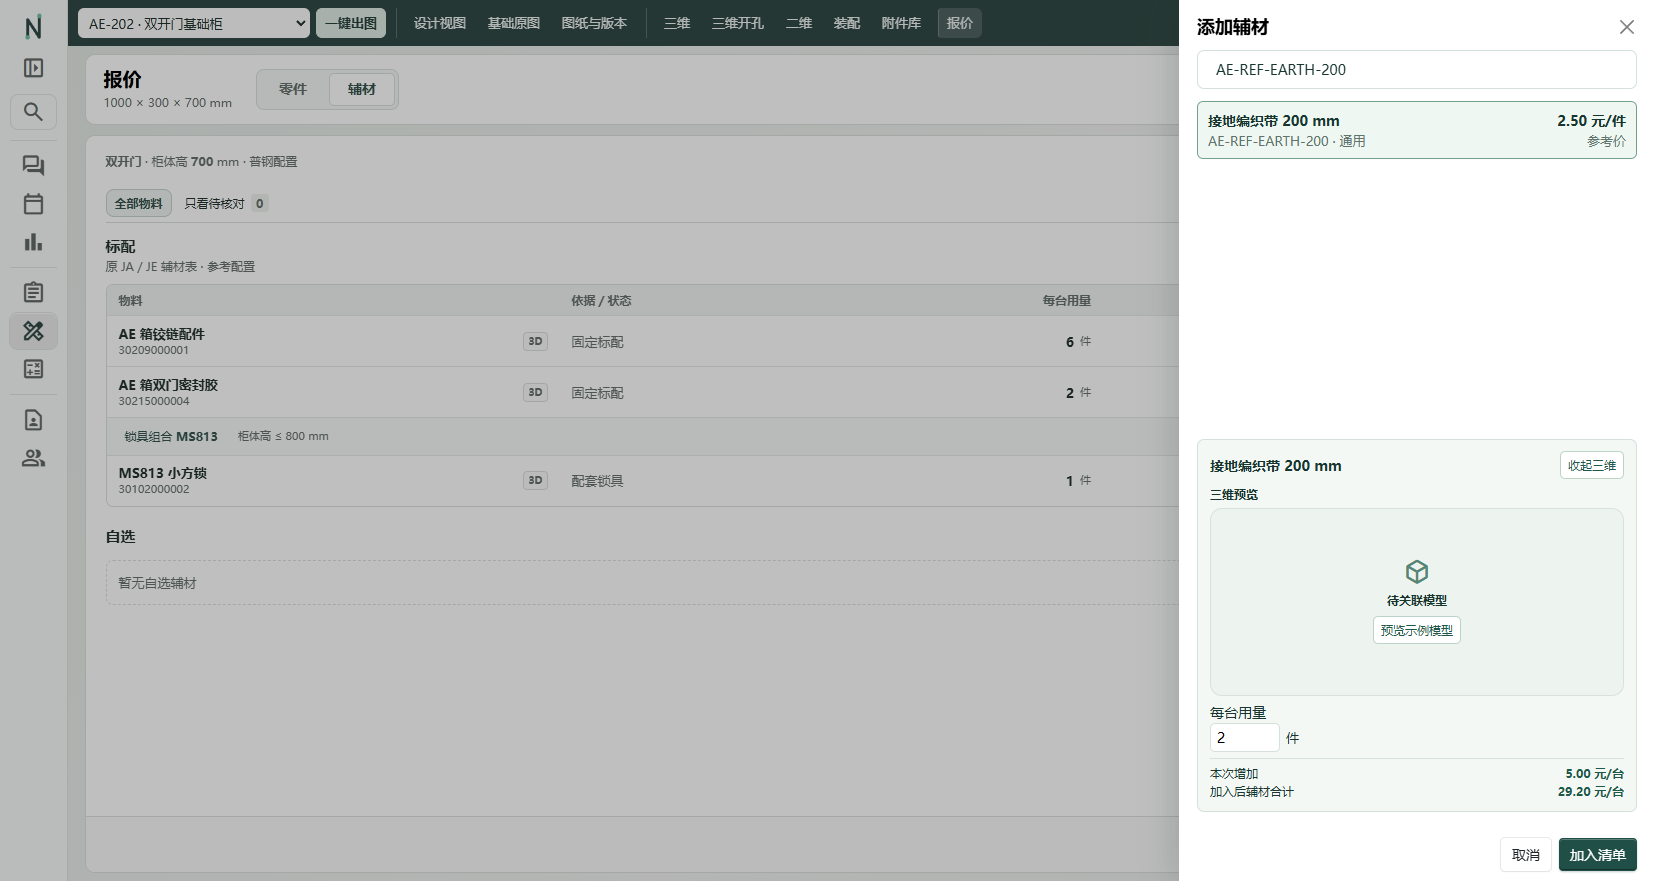 AE-202 · 双开门基础柜
一键出图
设计视图
基础原图
图纸与版本
三维
三维开孔
二维
装配
附件库
报价
报价
1000 × 300 × 700 mm
零件
辅材
双开门 · 柜体高 700 mm · 普钢配置
全部物料
只看待核对 0
标配
原 JA / JE 辅材表 · 参考配置
物料
依据 / 状态
每台用量
AE 箱铰链配件
30209000001
3D
固定标配
6 件
AE 箱双门密封胶
30215000004
3D
固定标配
2 件
锁具组合 MS813
柜体高 ≤ 800 mm
MS813 小方锁
30102000002
3D
配套锁具
1 件
自选
暂无自选辅材
添加辅材
AE-REF-EARTH-200
接地编织带 200 mm
2.50 元/件
AE-REF-EARTH-200 · 通用
参考价
接地编织带 200 mm
收起三维
三维预览
待关联模型
预览示例模型
每台用量
2 件
本次增加
5.00 元/台
加入后辅材合计
29.20 元/台
取消
加入清单